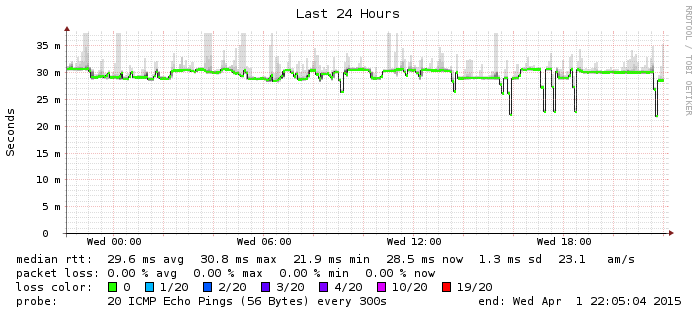 Last 24 Hours
RRDTOOL / TOBI OETIKER
Seconds
35 m
30 m
25 m
20 m
15 m
10 m
5 m
0
Wed 00:00 Wed 06:00 Wed 12:00 Wed 18:00
median rtt: 29.6 ms avg 30.8 ms max 21.9 ms min 28.5 ms now 1.3 ms sd 23.1 am/s
packet loss: 0.00 % avg 0.00 % max 0.00 % min 0.00 % now
loss color: 0 1/20 2/20 3/20 4/20 10/20 19/20
probe: 20 ICMP Echo Pings (56 Bytes) every 300s end: Wed Apr 1 22:05:04 2015